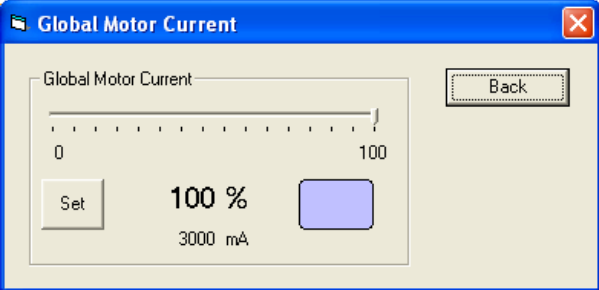 Global Motor Current
Global Motor Current
Back
0 100
Set
100 %
3000 mA